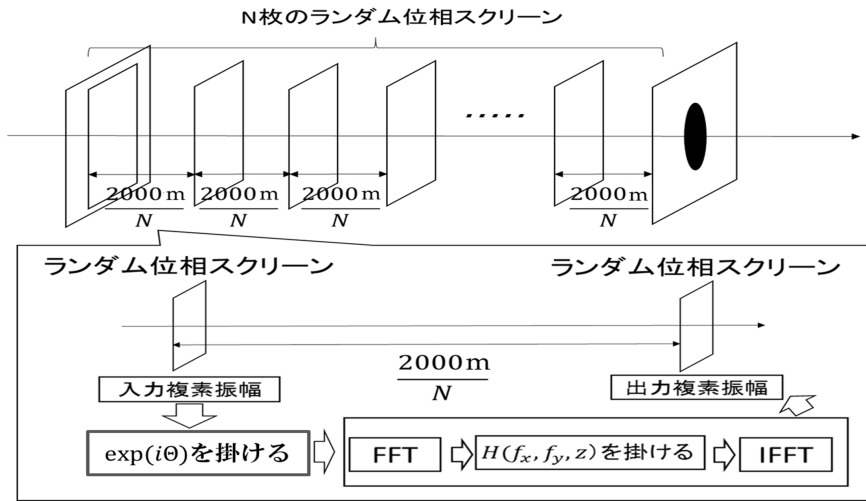 N枚のランダム位相スクリーン
.....
2000m/N 2000m/N 2000m/N 2000m/N
ランダム位相スクリーン ランダム位相スクリーン
2000m/N
入力複素振幅 出力複素振幅
exp(iΘ)を掛ける FFT H(f_x, f_y, z)を掛ける IFFT